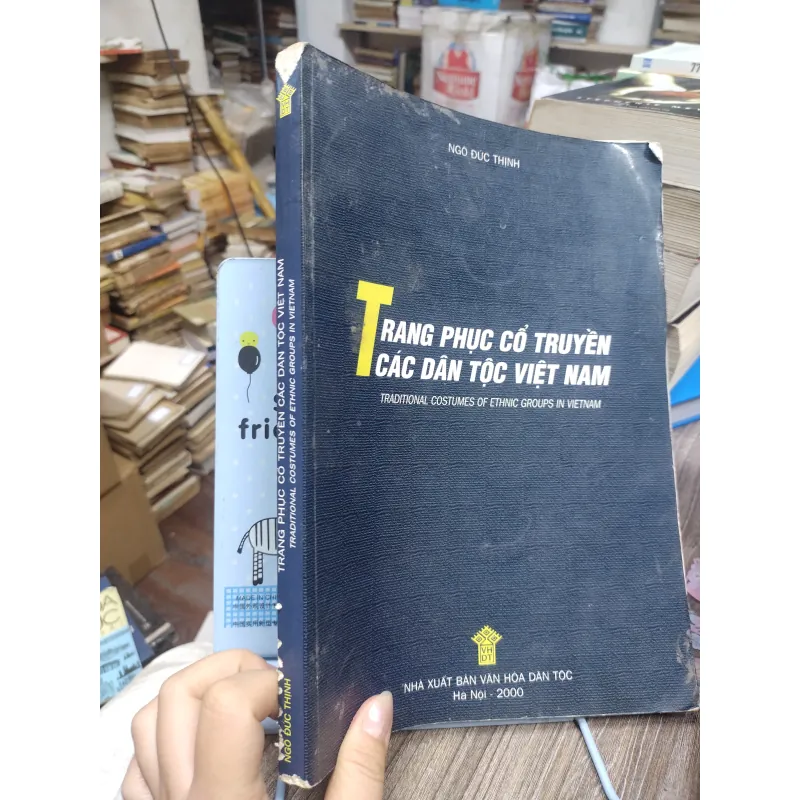 NGÔ ĐỨC THỊNH
TRANG PHỤC CỔ TRUYỀN
CÁC DÂN TỘC VIỆT NAM
TRADITIONAL COSTUMES OF ETHNIC GROUPS IN VIETNAM
VH
DT
NHÀ XUẤT BẢN VĂN HÓA DÂN TỘC
Hà Nội - 2000
TRANG PHỤC CỔ TRUYỀN CÁC DÂN TỘC VIỆT NAM
TRADITIONAL COSTUMES OF ETHNIC GROUPS IN VIETNAM
NGÔ ĐỨC THỊNH
frie
77